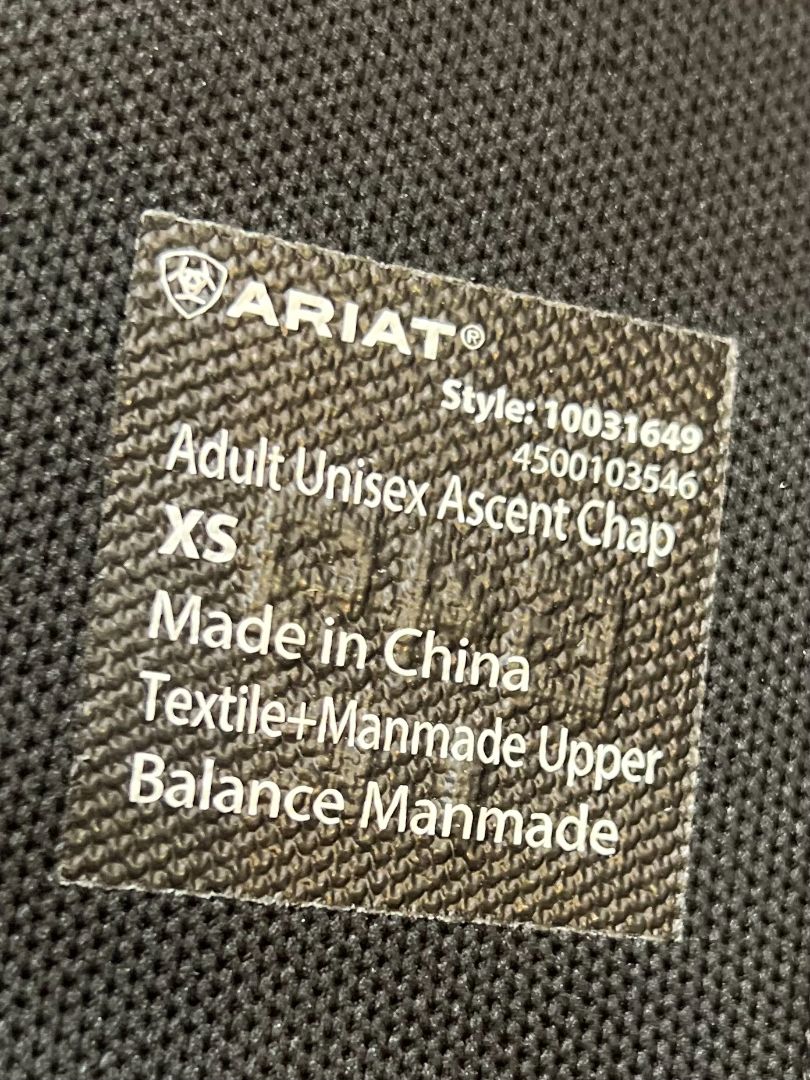 ARIAT®
Style: 10031649
4500103546
Adult Unisex Ascent Chap
XS
Made in China
Textile+Manmade Upper
Balance Manmade